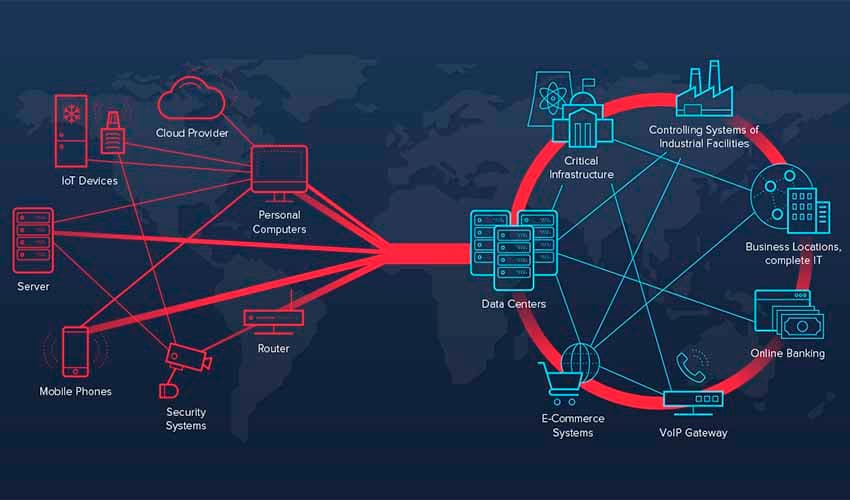 Cloud Provider
IoT Devices
Personal
Computers
Server
Router
Mobile Phones
Security
Systems
Critical
Infrastructure
Controlling Systems of
Industrial Facilities
Business Locations,
complete IT
Data Centers
Online Banking
E-Commerce
Systems
VoIP Gateway